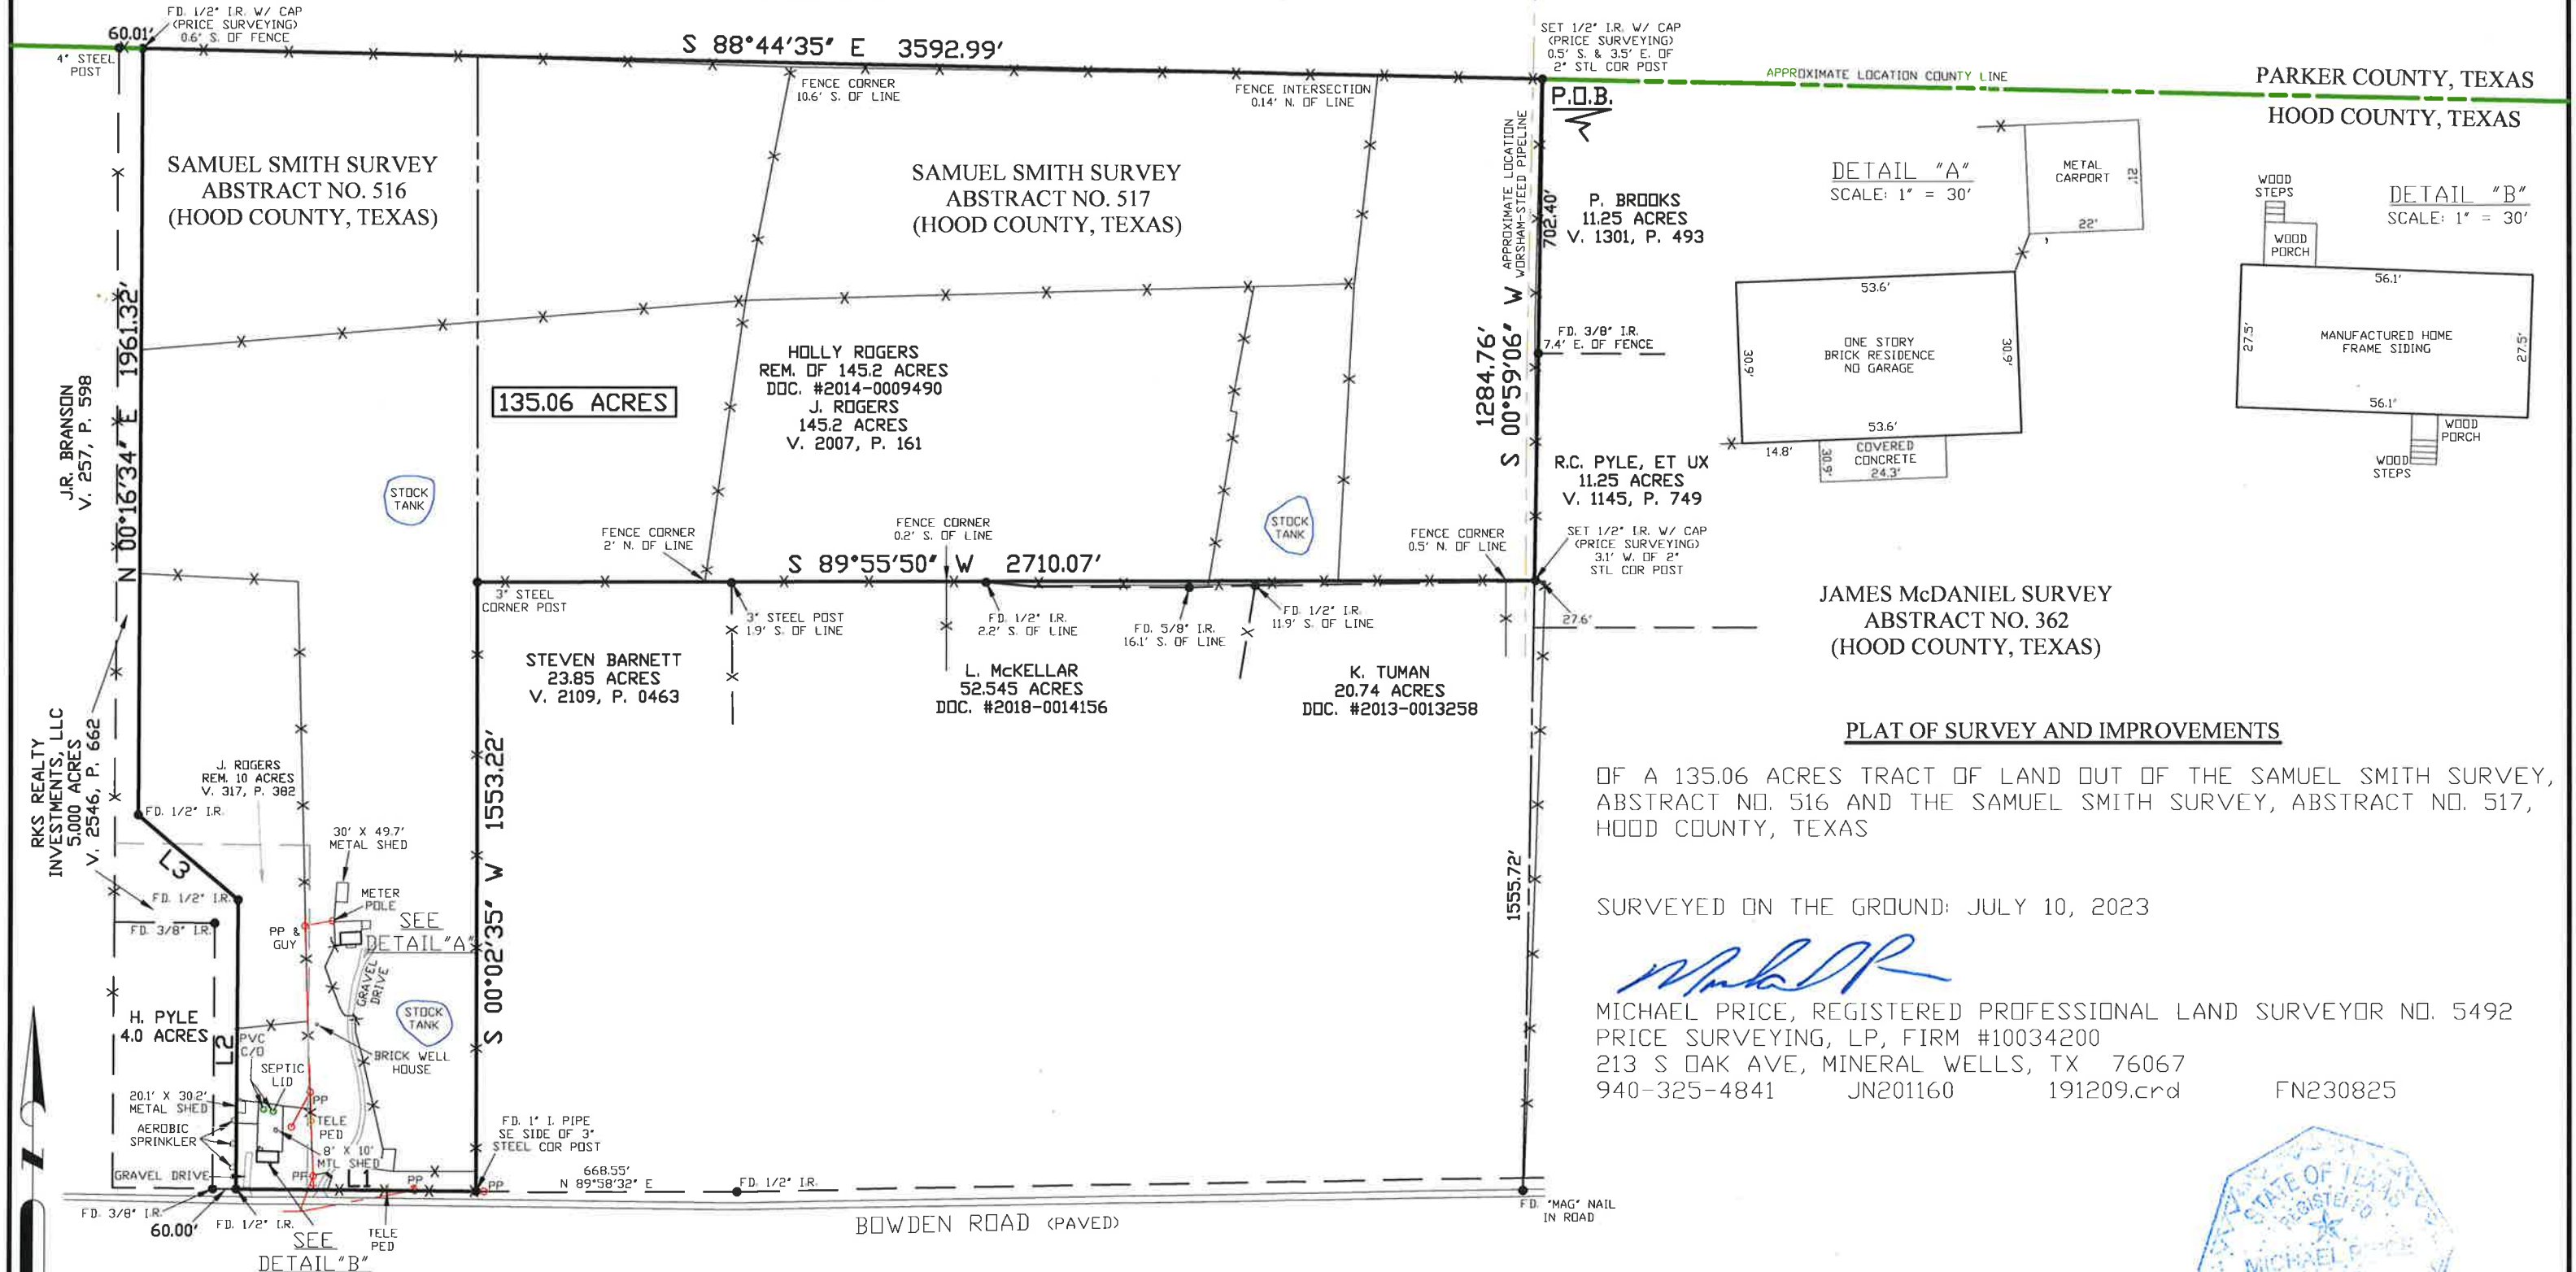 FD. 1/2" I.R. W/ CAP
(PRICE SURVEYING)
0.6' S. OF FENCE
60.01'
4" STEEL
POST
S 88°44'35" E 3592.99'
SET 1/2" I.R. W/ CAP
(PRICE SURVEYING)
0.5' S. & 3.5' E. OF
2" STL COR POST
APPROXIMATE LOCATION COUNTY LINE
PARKER COUNTY, TEXAS
HOOD COUNTY, TEXAS
P.O.B.
FENCE CORNER
10.6' S. OF LINE
FENCE INTERSECTION
0.14' N. OF LINE
SAMUEL SMITH SURVEY
ABSTRACT NO. 516
(HOOD COUNTY, TEXAS)
SAMUEL SMITH SURVEY
ABSTRACT NO. 517
(HOOD COUNTY, TEXAS)
APPROXIMATE LOCATION
WORSHAM-STEED PIPELINE
702.40'
P. BROOKS
11.25 ACRES
V. 1301, P. 493
DETAIL "A"
SCALE: 1" = 30'
METAL
CARPORT
21'
22'
WOOD
STEPS
WOOD
PORCH
DETAIL "B"
SCALE: 1" = 30'
53.6'
30.9'
ONE STORY
BRICK RESIDENCE
NO GARAGE
30.9'
53.6'
14.8'
30.9'
COVERED
CONCRETE
24.3'
56.1'
27.5'
MANUFACTURED HOME
FRAME SIDING
27.5'
56.1'
WOOD
PORCH
WOOD
STEPS
J.R. BRANSON
V. 257, P. 598
N 00°16'34" E 1961.32'
HOLLY ROGERS
REM. OF 145.2 ACRES
DOC. #2014-0009490
J. ROGERS
145.2 ACRES
V. 2007, P. 161
135.06 ACRES
1284.76'
S 00°59'06" W
FD. 3/8" I.R.
7.4' E. OF FENCE
R.C. PYLE, ET UX
11.25 ACRES
V. 1145, P. 749
STOCK
TANK
STOCK
TANK
FENCE CORNER
2' N. OF LINE
FENCE CORNER
0.2' S. OF LINE
FENCE CORNER
0.5' N. OF LINE
SET 1/2" I.R. W/ CAP
(PRICE SURVEYING)
3.1' W. OF 2"
STL COR POST
S 89°55'50" W 2710.07'
3" STEEL
CORNER POST
3" STEEL POST
1.9' S. OF LINE
FD. 1/2" I.R.
2.2' S. OF LINE
FD. 5/8" I.R.
16.1' S. OF LINE
FD. 1/2" I.R.
11.9' S. OF LINE
27.6'
JAMES McDANIEL SURVEY
ABSTRACT NO. 362
(HOOD COUNTY, TEXAS)
STEVEN BARNETT
23.85 ACRES
V. 2109, P. 0463
L. McKELLAR
52.545 ACRES
DOC. #2018-0014156
K. TUMAN
20.74 ACRES
DOC. #2013-0013258
RKS REALTY
INVESTMENTS, LLC
5.000 ACRES
V. 2546, P. 662
J. ROGERS
REM. 10 ACRES
V. 317, P. 382
FD. 1/2" I.R.
L3
FD. 1/2" I.R.
FD. 3/8" I.R.
30' X 49.7'
METAL SHED
METER
POLE
PP &
GUY
SEE
DETAIL"A"
GRAVEL
DRIVE
STOCK
TANK
S 00°02'35" W 1553.22'
1555.72'
H. PYLE
4.0 ACRES
L2
PVC
C/O
SEPTIC
LID
BRICK WELL
HOUSE
20.1' X 30.2'
METAL SHED
AEROBIC
SPRINKLER
PP
TELE
PED
8' X 10'
MTL SHED
GRAVEL DRIVE
PP
L1
PP
PP
FD. 1" I. PIPE
SE SIDE OF 3"
STEEL COR POST
668.55'
N 89°58'32" E
FD. 1/2" I.R.
FD. 3/8" I.R.
60.00'
FD. 1/2" I.R.
SEE
DETAIL"B"
TELE
PED
BOWDEN ROAD (PAVED)
FD. "MAG" NAIL
IN ROAD
PLAT OF SURVEY AND IMPROVEMENTS
OF A 135.06 ACRES TRACT OF LAND OUT OF THE SAMUEL SMITH SURVEY,
ABSTRACT NO. 516 AND THE SAMUEL SMITH SURVEY, ABSTRACT NO. 517,
HOOD COUNTY, TEXAS
SURVEYED ON THE GROUND: JULY 10, 2023
MICHAEL PRICE, REGISTERED PROFESSIONAL LAND SURVEYOR NO. 5492
PRICE SURVEYING, LP, FIRM #10034200
213 S OAK AVE, MINERAL WELLS, TX 76067
940-325-4841 JN201160 191209.crd FN230825
STATE OF TEXAS
REGISTERED
MICHAEL PRICE